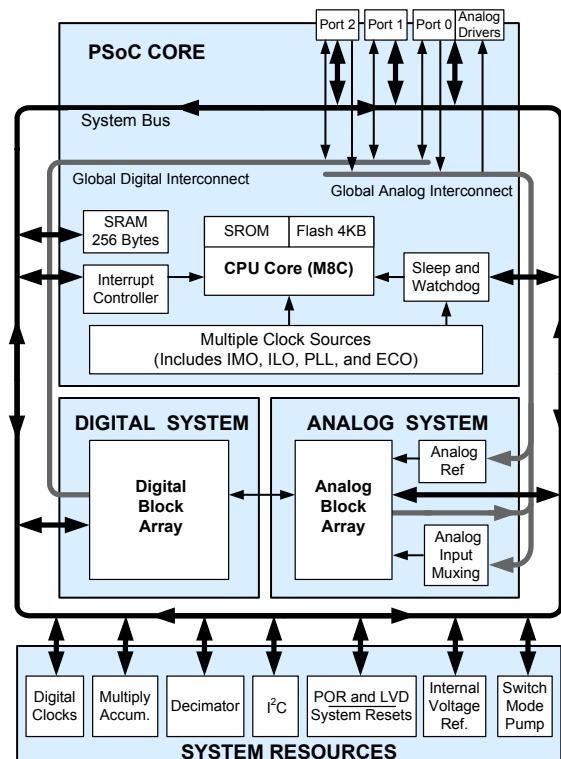 Port 2 Port 1 Port 0 Analog
Drivers
PSoC CORE
System Bus
Global Digital Interconnect
Global Analog Interconnect
SRAM
256 Bytes
SROM Flash 4KB
CPU Core (M8C)
Interrupt
Controller
Sleep and
Watchdog
Multiple Clock Sources
(Includes IMO, ILO, PLL, and ECO)
DIGITAL SYSTEM
Digital
Block
Array
ANALOG SYSTEM
Analog
Block
Array
Analog
Ref
Analog
Input
Muxing
Digital
Clocks
Multiply
Accum.
Decimator
I²C
POR and LVD
System Resets
Internal
Voltage
Ref.
Switch
Mode
Pump
SYSTEM RESOURCES